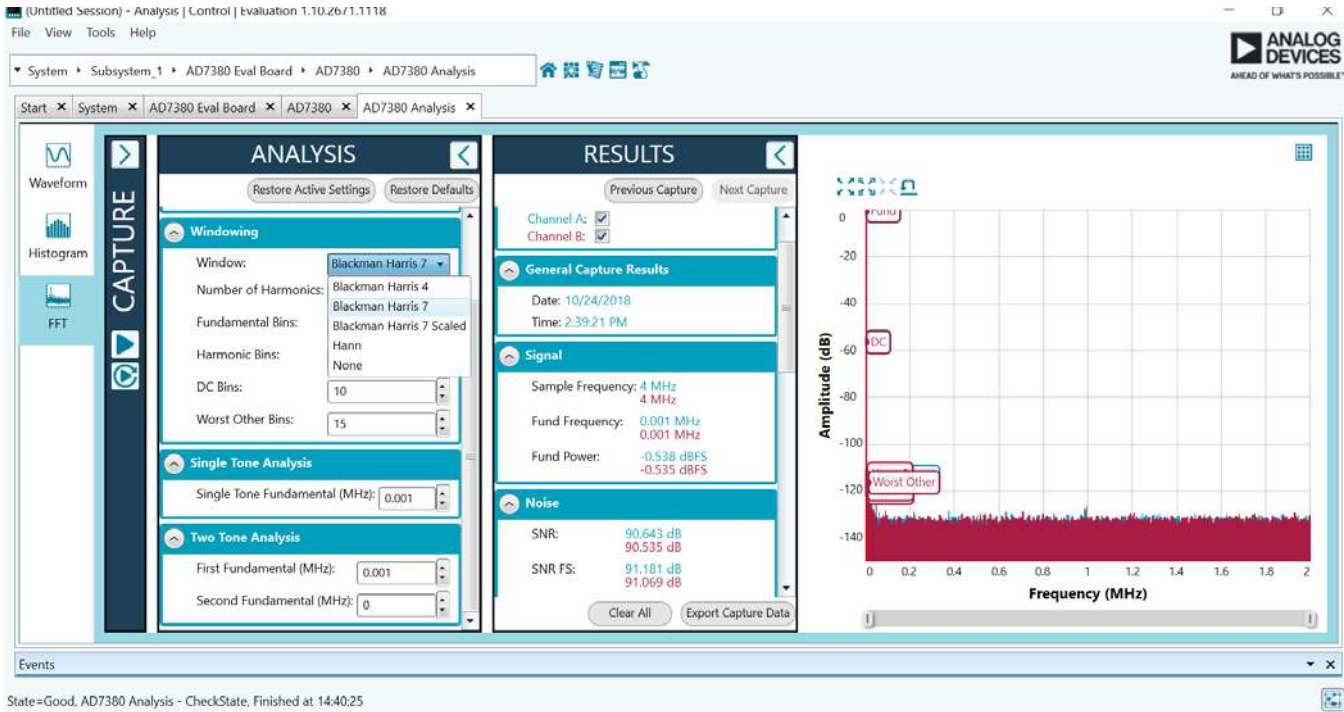 (Untitled Session) - Analysis | Control | Evaluation 1.10.2671.1118
File View Tools Help
ANALOG
DEVICES
AHEAD OF WHAT'S POSSIBLE™
System Subsystem_1 AD7380 Eval Board AD7380 AD7380 Analysis
Start System AD7380 Eval Board AD7380 AD7380 Analysis
Waveform
Histogram
FFT
CAPTURE
ANALYSIS
Restore Active Settings Restore Defaults
Windowing
Window: Blackman Harris 7
Blackman Harris 4
Blackman Harris 7
Blackman Harris 7 Scaled
Hann
None
Number of Harmonics:
Fundamental Bins:
Harmonic Bins:
DC Bins: 10
Worst Other Bins: 15
Single Tone Analysis
Single Tone Fundamental (MHz): 0.001
Two Tone Analysis
First Fundamental (MHz): 0.001
Second Fundamental (MHz): 0
RESULTS
Previous Capture Next Capture
Channel A:
Channel B:
General Capture Results
Date: 10/24/2018
Time: 2:39:21 PM
Signal
Sample Frequency: 4 MHz
4 MHz
Fund Frequency: 0.001 MHz
0.001 MHz
Fund Power: -0.538 dBFS
-0.535 dBFS
Noise
SNR: 90.643 dB
90.535 dB
SNR FS: 91.181 dB
91.069 dB
Clear All Export Capture Data
Amplitude (dB)
0
-20
-40
-60
-80
-100
-120
-140
Fund
DC
Worst Other
0 0.2 0.4 0.6 0.8 1 1.2 1.4 1.6 1.8 2
Frequency (MHz)
Events
State=Good, AD7380 Analysis - CheckState, Finished at 14:40:25